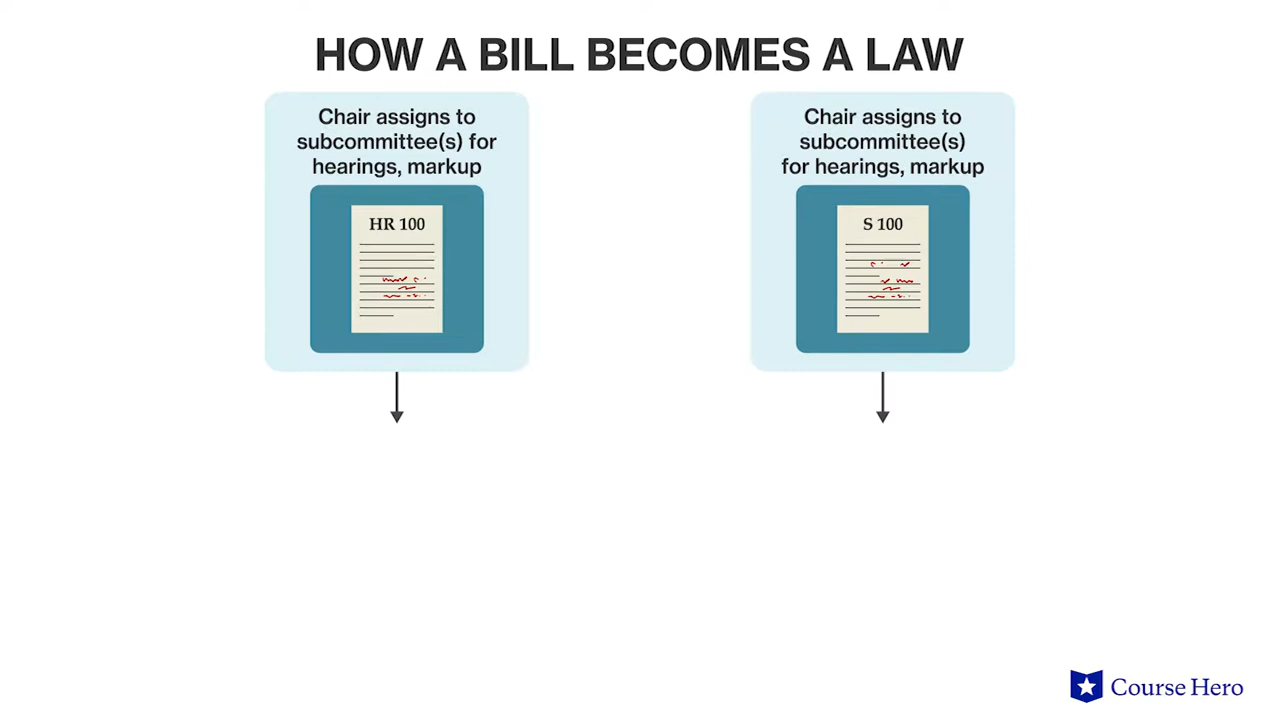 HOW A BILL BECOMES A LAW
Chair assigns to
subcommittee(s) for
hearings, markup
HR 100
Chair assigns to
subcommittee(s)
for hearings, markup
S 100
Course Hero